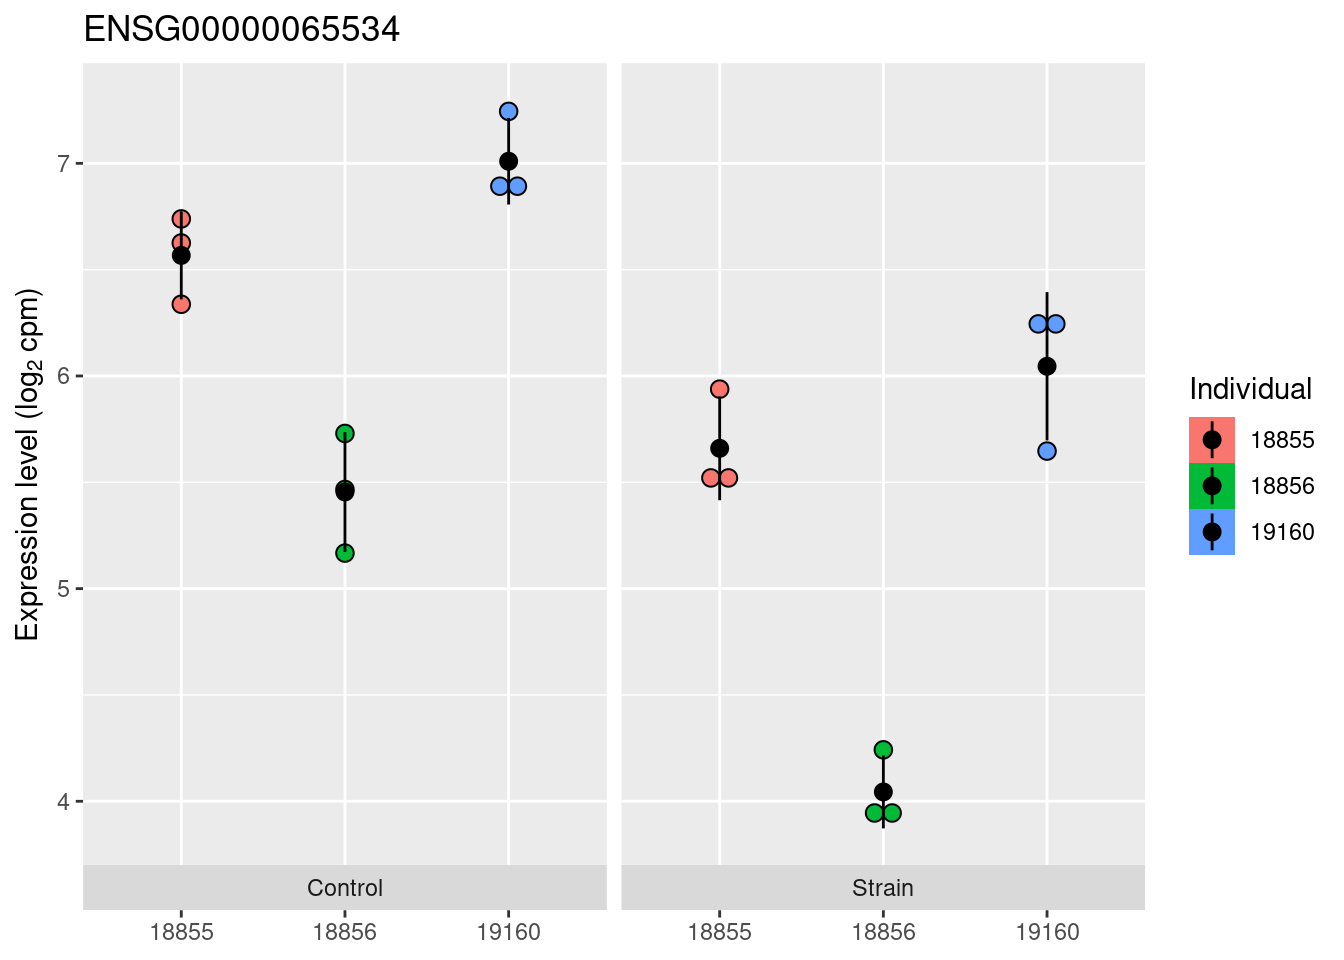 ENSG00000065534
Expression level (log₂ cpm)
7
6
5
4
Control
Strain
18855
18856
19160
18855
18856
19160
Individual
18855
18856
19160